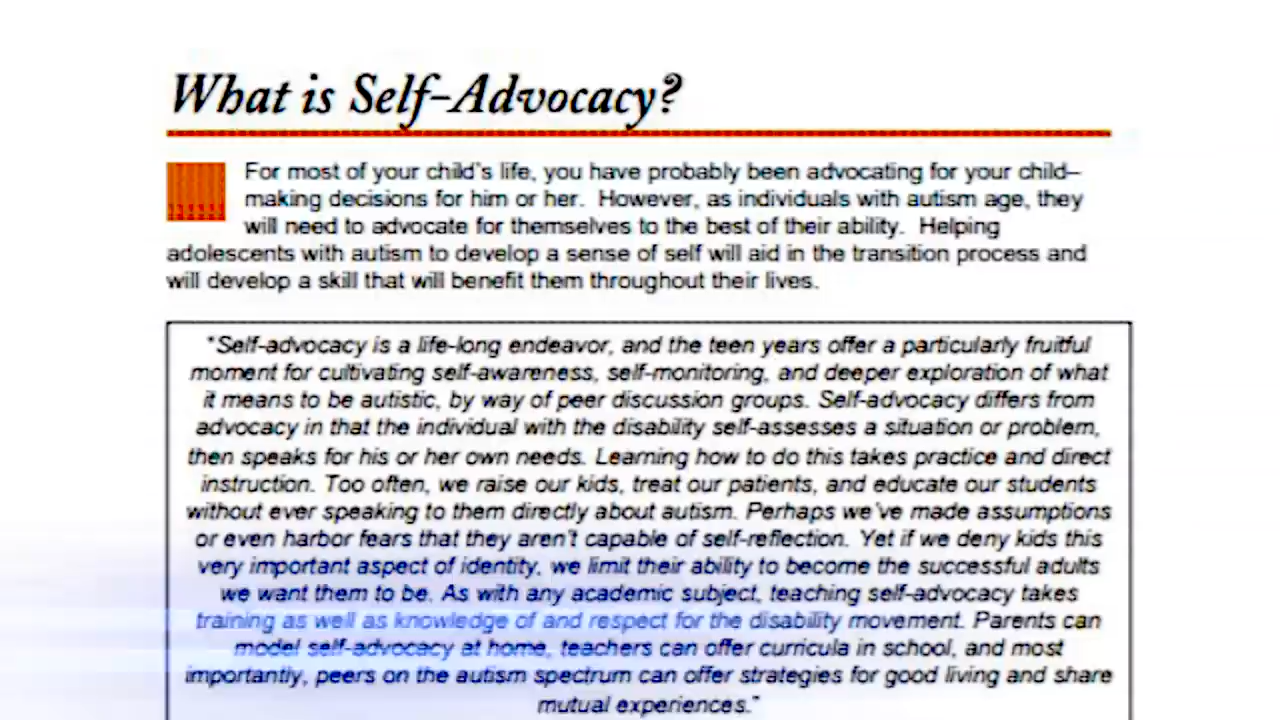 What is Self-Advocacy?
For most of your child's life, you have probably been advocating for your child–
making decisions for him or her. However, as individuals with autism age, they
will need to advocate for themselves to the best of their ability. Helping
adolescents with autism to develop a sense of self will aid in the transition process and
will develop a skill that will benefit them throughout their lives.
"Self-advocacy is a life-long endeavor, and the teen years offer a particularly fruitful
moment for cultivating self-awareness, self-monitoring, and deeper exploration of what
it means to be autistic, by way of peer discussion groups. Self-advocacy differs from
advocacy in that the individual with the disability self-assesses a situation or problem,
then speaks for his or her own needs. Learning how to do this takes practice and direct
instruction. Too often, we raise our kids, treat our patients, and educate our students
without ever speaking to them directly about autism. Perhaps we've made assumptions
or even harbor fears that they aren't capable of self-reflection. Yet if we deny kids this
very important aspect of identity, we limit their ability to become the successful adults
we want them to be. As with any academic subject, teaching self-advocacy takes
training as well as knowledge of and respect for the disability movement. Parents can
model self-advocacy at home, teachers can offer curricula in school, and most
importantly, peers on the autism spectrum can offer strategies for good living and share
mutual experiences."